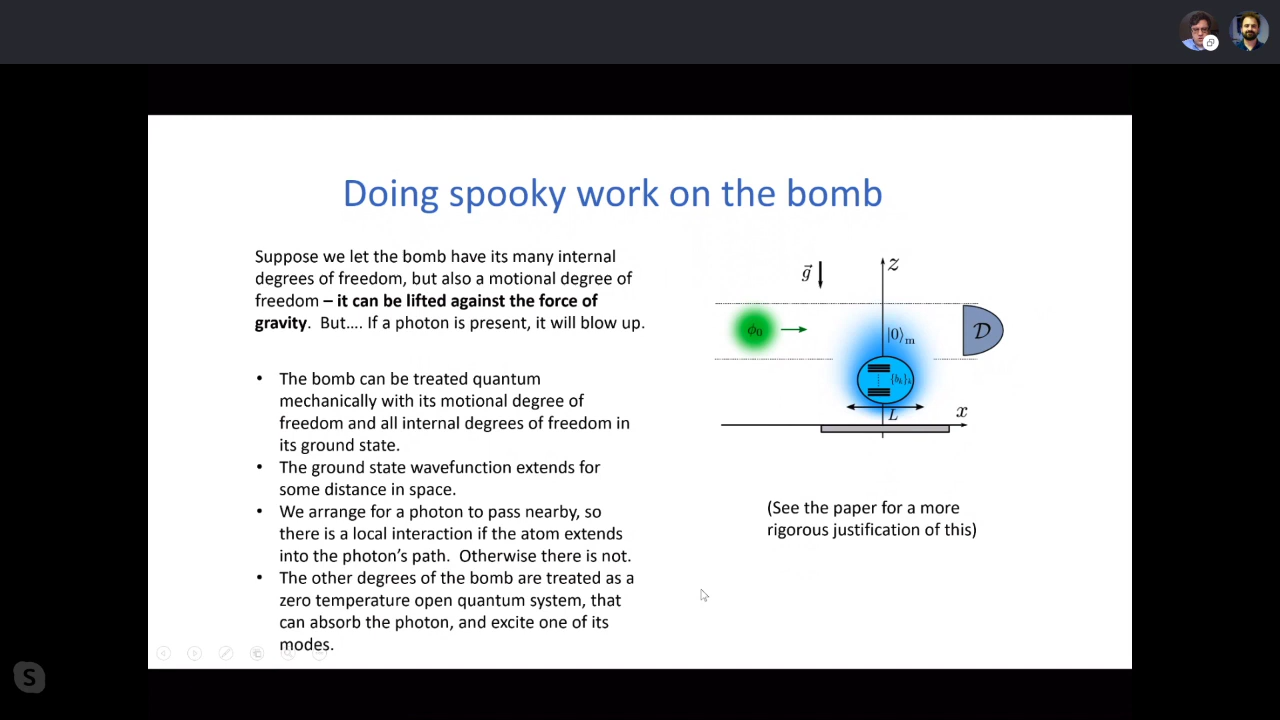 Doing spooky work on the bomb
Suppose we let the bomb have its many internal
degrees of freedom, but also a motional degree of
freedom – it can be lifted against the force of
gravity. But…. If a photon is present, it will blow up.
• The bomb can be treated quantum
mechanically with its motional degree of
freedom and all internal degrees of freedom in
its ground state.
• The ground state wavefunction extends for
some distance in space.
• We arrange for a photon to pass nearby, so
there is a local interaction if the atom extends
into the photon’s path. Otherwise there is not.
• The other degrees of the bomb are treated as a
zero temperature open quantum system, that
can absorb the photon, and excite one of its
modes.
g⃗
z
ϕ₀
|0⟩ₘ
𝒟
{bₖ}ₖ
L
x
(See the paper for a more
rigorous justification of this)
S